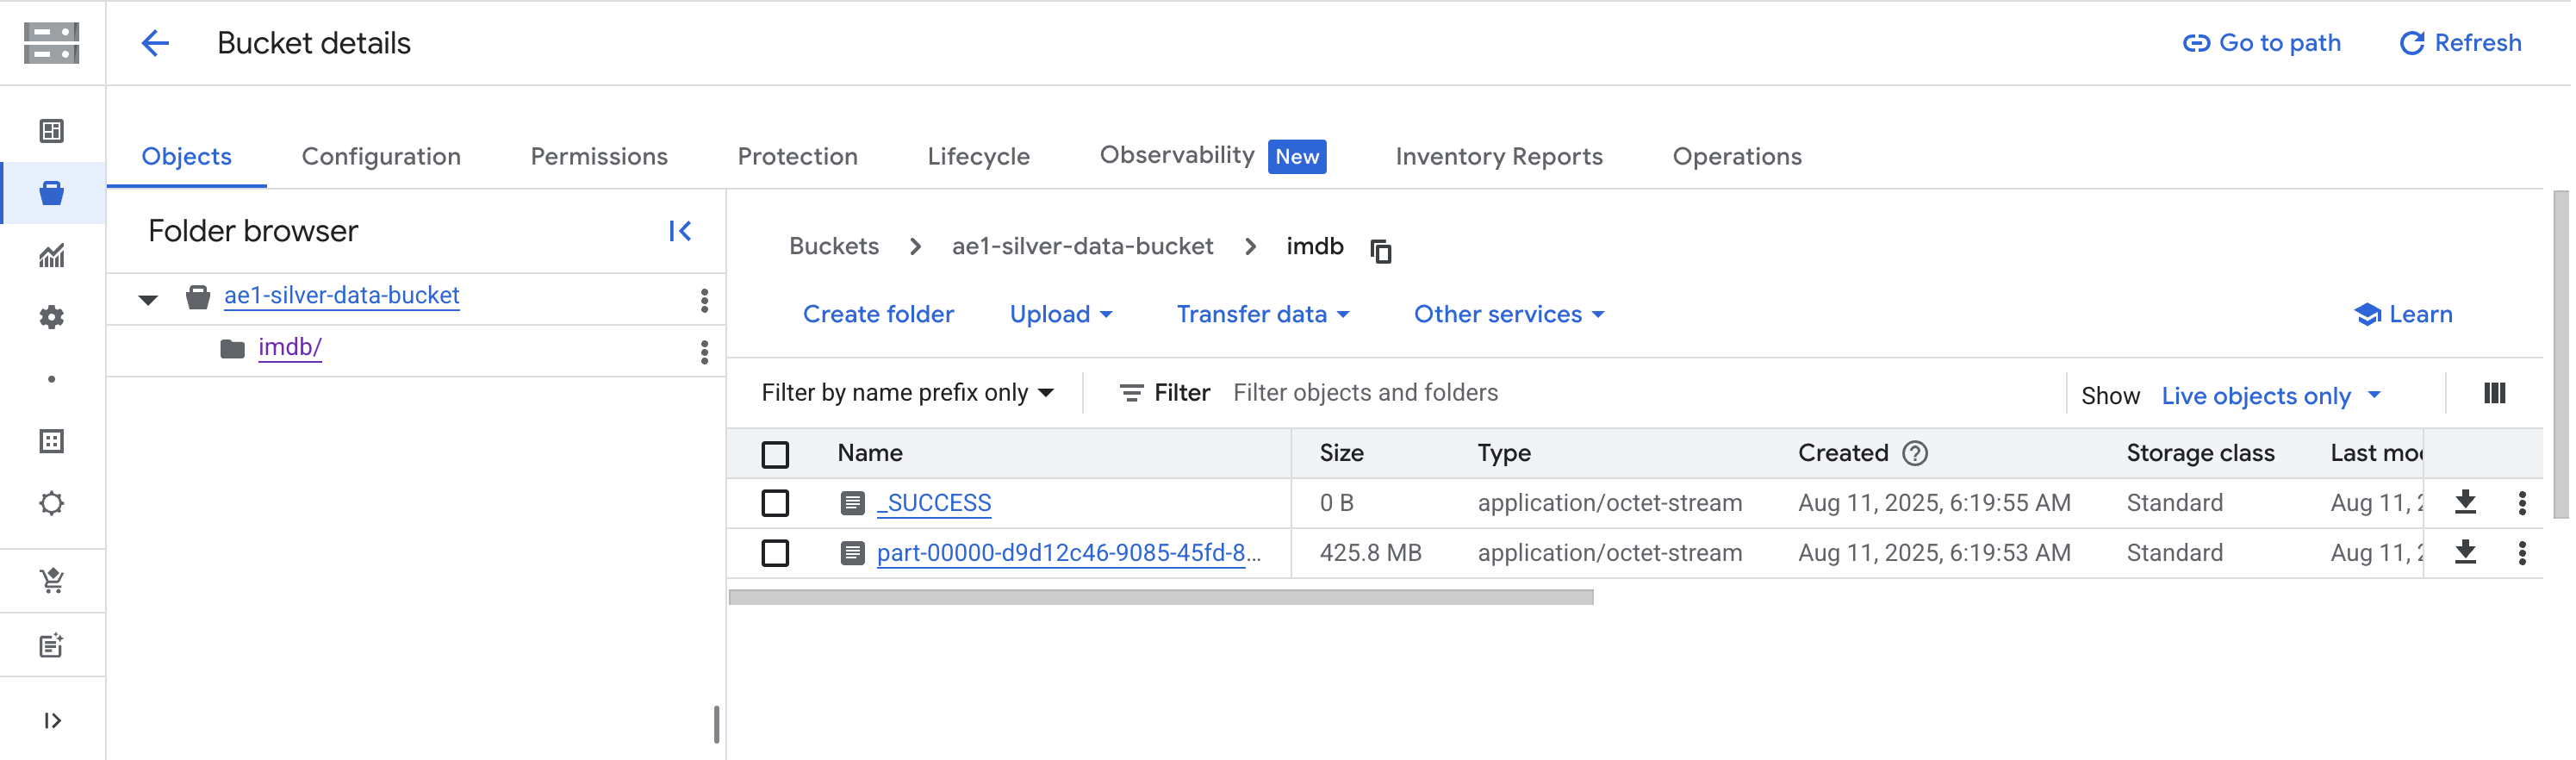 Bucket details
Go to path
Refresh
Objects
Configuration
Permissions
Protection
Lifecycle
Observability New
Inventory Reports
Operations
Folder browser
ae1-silver-data-bucket
imdb/
Buckets > ae1-silver-data-bucket > imdb
Create folder
Upload
Transfer data
Other services
Learn
Filter by name prefix only
Filter Filter objects and folders
Show Live objects only
Name Size Type Created Storage class Last mo
_SUCCESS 0 B application/octet-stream Aug 11, 2025, 6:19:55 AM Standard Aug 11, 2
part-00000-d9d12c46-9085-45fd-8... 425.8 MB application/octet-stream Aug 11, 2025, 6:19:53 AM Standard Aug 11, 2